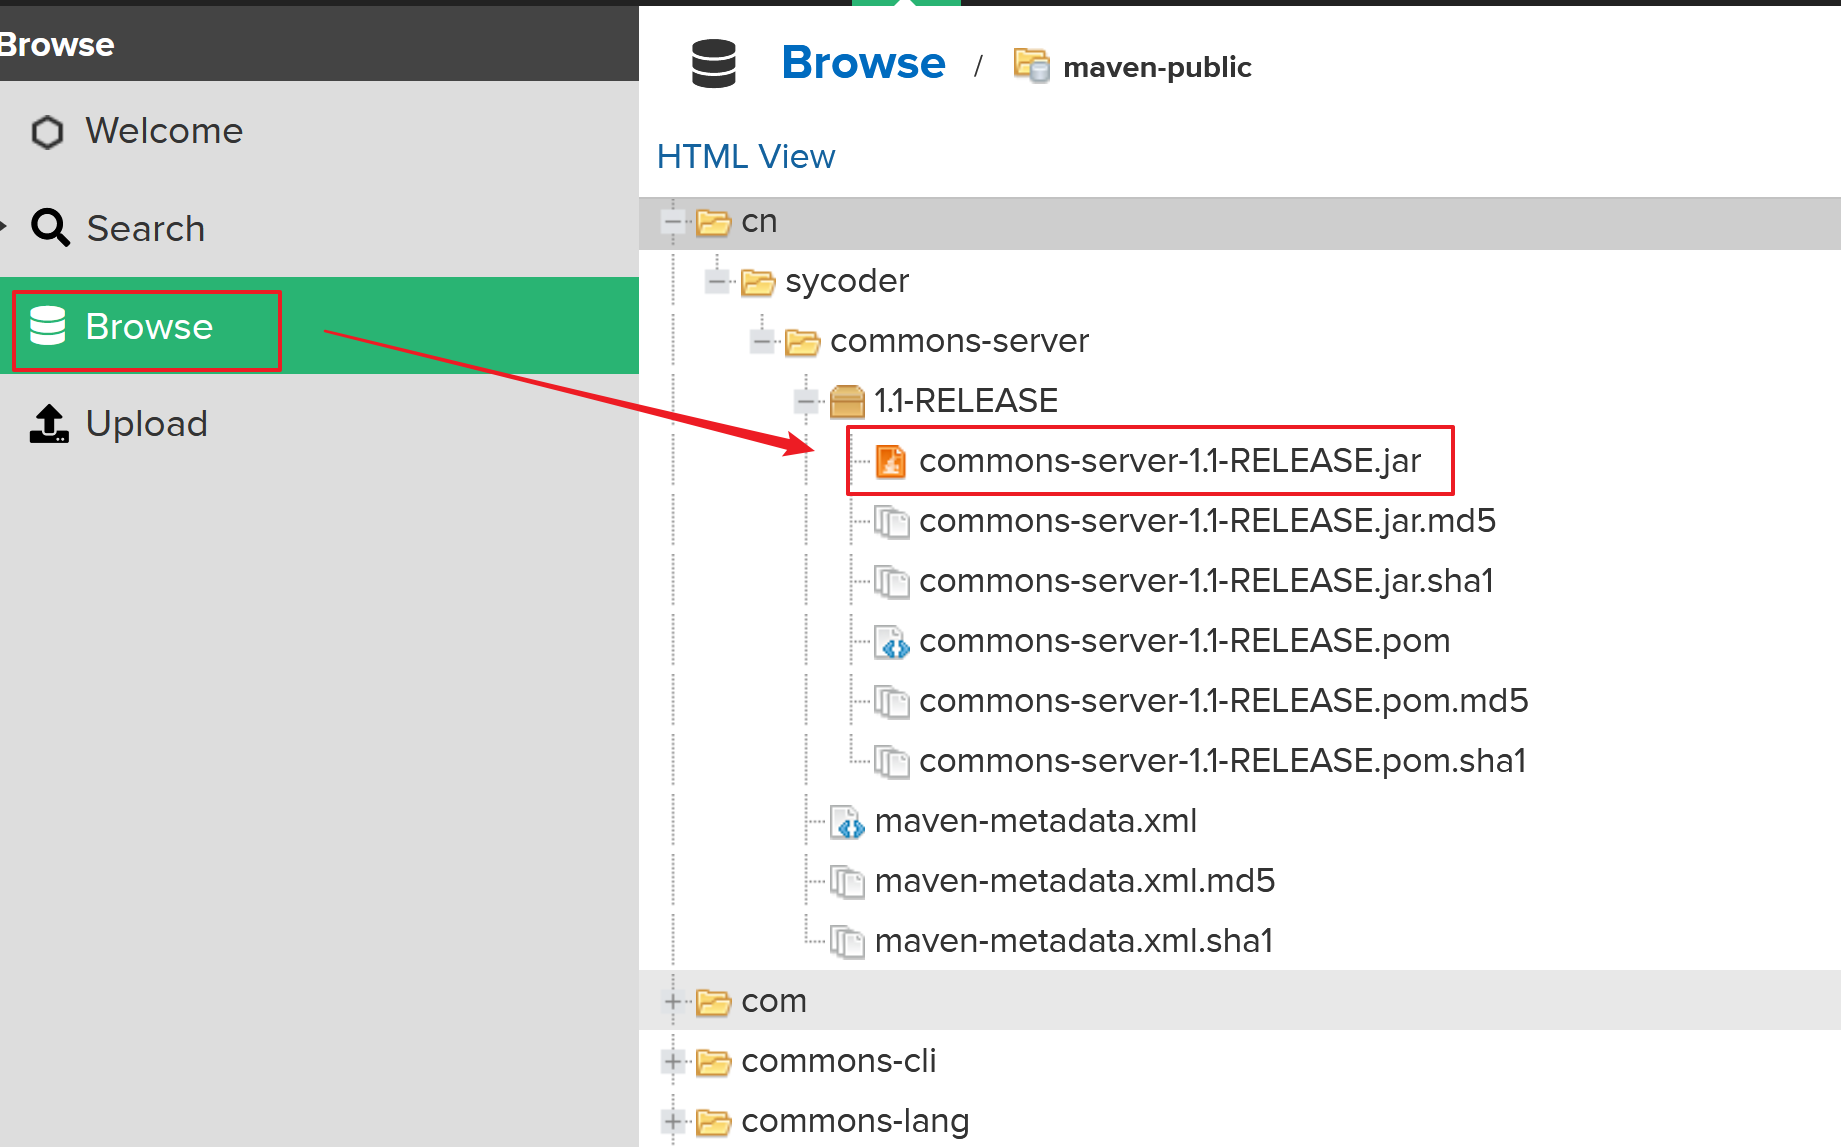 Browse
Welcome
Search
Browse
Upload
Browse / maven-public
HTML View
cn
sycoder
commons-server
1.1-RELEASE
commons-server-1.1-RELEASE.jar
commons-server-1.1-RELEASE.jar.md5
commons-server-1.1-RELEASE.jar.sha1
commons-server-1.1-RELEASE.pom
commons-server-1.1-RELEASE.pom.md5
commons-server-1.1-RELEASE.pom.sha1
maven-metadata.xml
maven-metadata.xml.md5
maven-metadata.xml.sha1
com
commons-cli
commons-lang